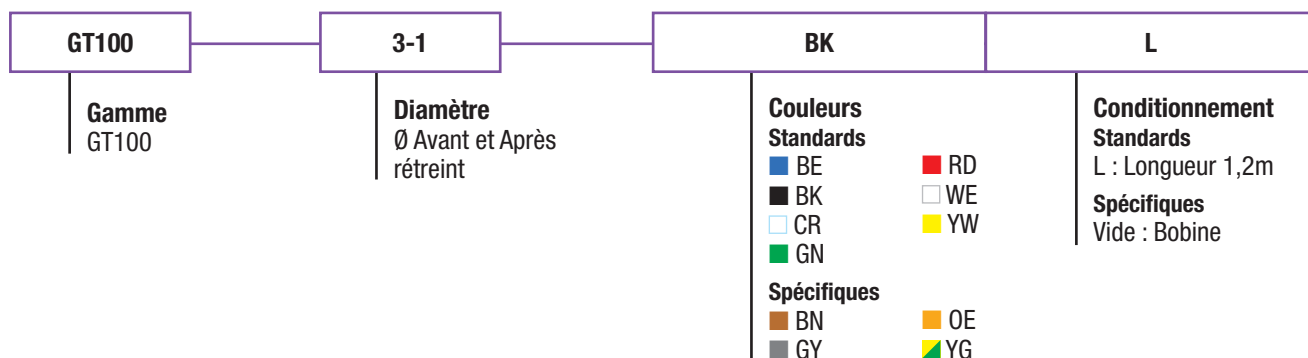 GT100
3-1
BK
L
Gamme
GT100
Diamètre
Ø Avant et Après
rétreint
Couleurs
Standards
BE
RD
BK
WE
CR
YW
GN
Spécifiques
BN
OE
GY
YG
Conditionnement
Standards
L : Longueur 1,2m
Spécifiques
Vide : Bobine